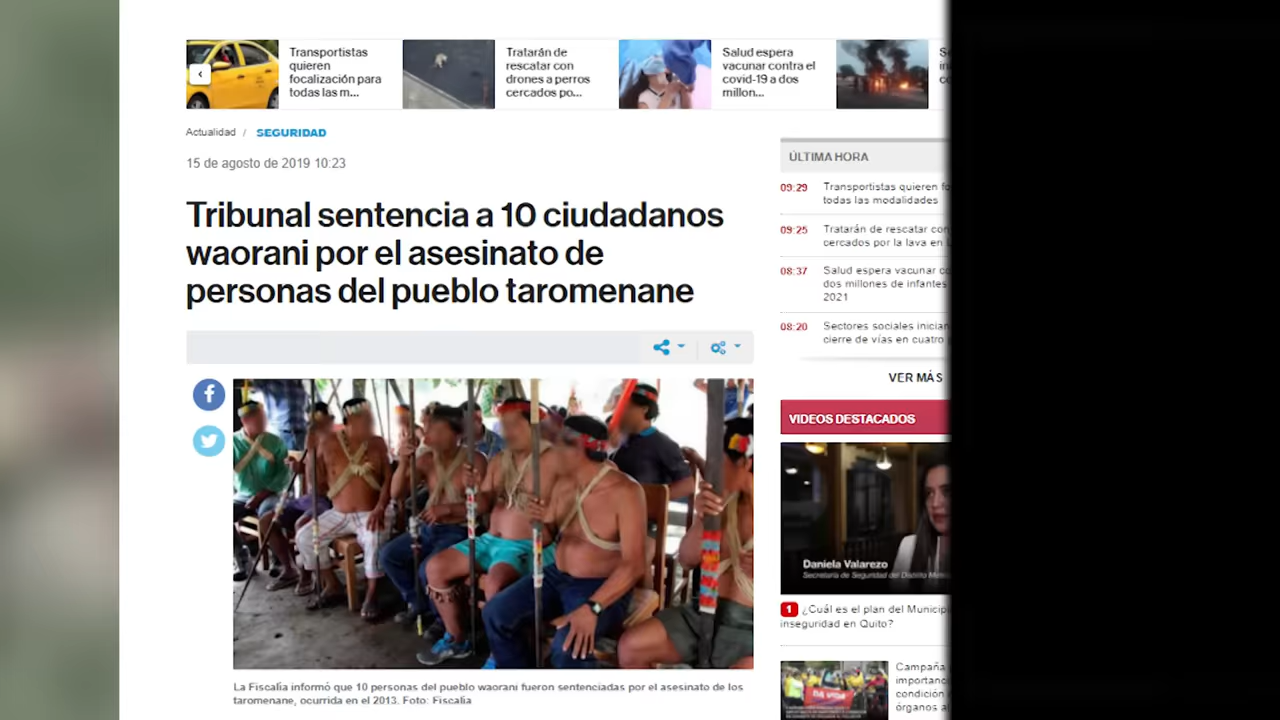 Transportistas
quieren
focalización para
todas las m...
Tratarán de
rescatar con
drones a perros
cercados po...
Salud espera
vacunar contra el
covid-19 a dos
millon...
Actualidad / SEGURIDAD
15 de agosto de 2019 10:23
Tribunal sentencia a 10 ciudadanos
waorani por el asesinato de
personas del pueblo taromenane
La Fiscalía informó que 10 personas del pueblo waorani fueron sentenciadas por el asesinato de los
taromenane, ocurrida en el 2013. Foto: Fiscalía
ÚLTIMA HORA
09:29 Transportistas quieren
todas las modalidades
09:25 Tratarán de rescatar con
cercados por la lava en
08:37 Salud espera vacunar
dos millones de infantes
2021
08:20 Sectores sociales inician
cierre de vías en cuatro
VER MÁS
VIDEOS DESTACADOS
Daniela Valarezo
Secretaria de Seguridad del Distrito
1 ¿Cuál es el plan del
inseguridad en Quito?
Campaña
condición
órganos